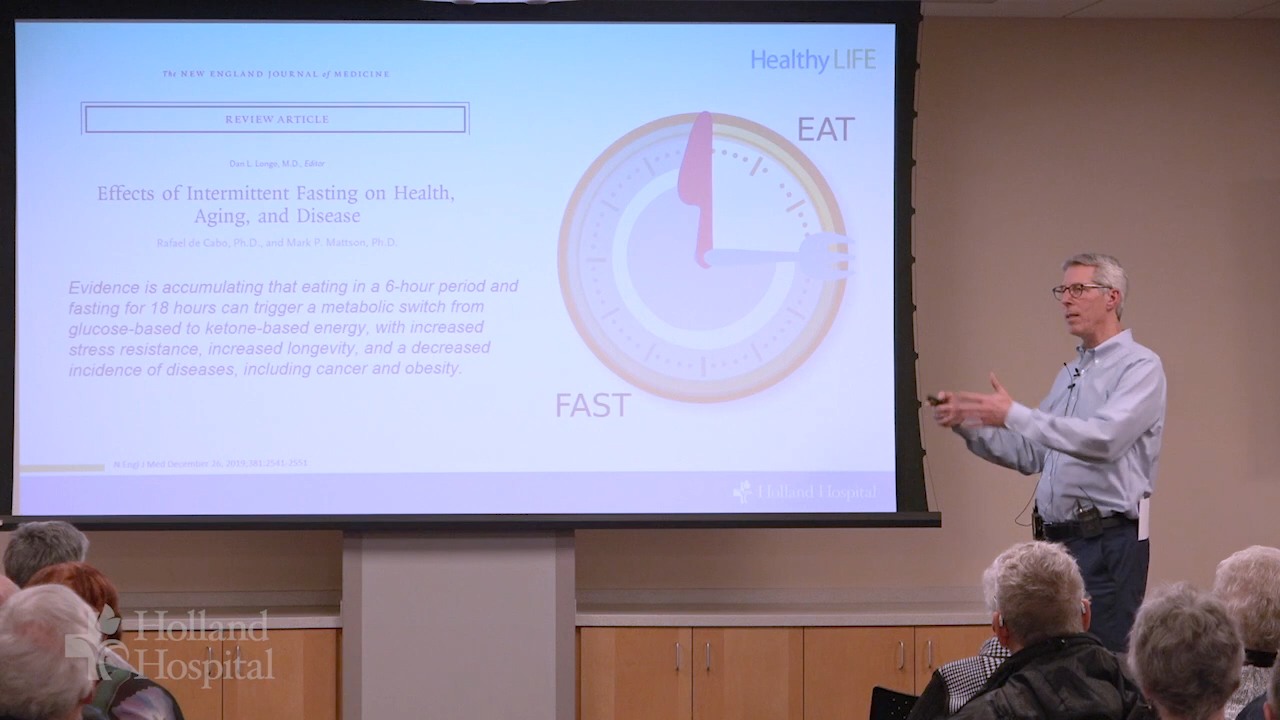 The NEW ENGLAND JOURNAL of MEDICINE
Healthy LIFE
REVIEW ARTICLE
Dan L. Longo, M.D., Editor
Effects of Intermittent Fasting on Health,
Aging, and Disease
Rafael de Cabo, Ph.D., and Mark P. Mattson, Ph.D.
Evidence is accumulating that eating in a 6-hour period and
fasting for 18 hours can trigger a metabolic switch from
glucose-based to ketone-based energy, with increased
stress resistance, increased longevity, and a decreased
incidence of diseases, including cancer and obesity.
EAT
FAST
N Engl J Med December 26, 2019;381:2541-2551
Holland Hospital
Holland
Hospital